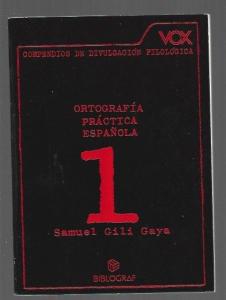 VOX
COMPENDIOS DE DIVULGACIÓN FILOLÓGICA
ORTOGRAFÍA
PRÁCTICA
ESPAÑOLA
1
Samuel Gili Gaya
BIBLOGRAF